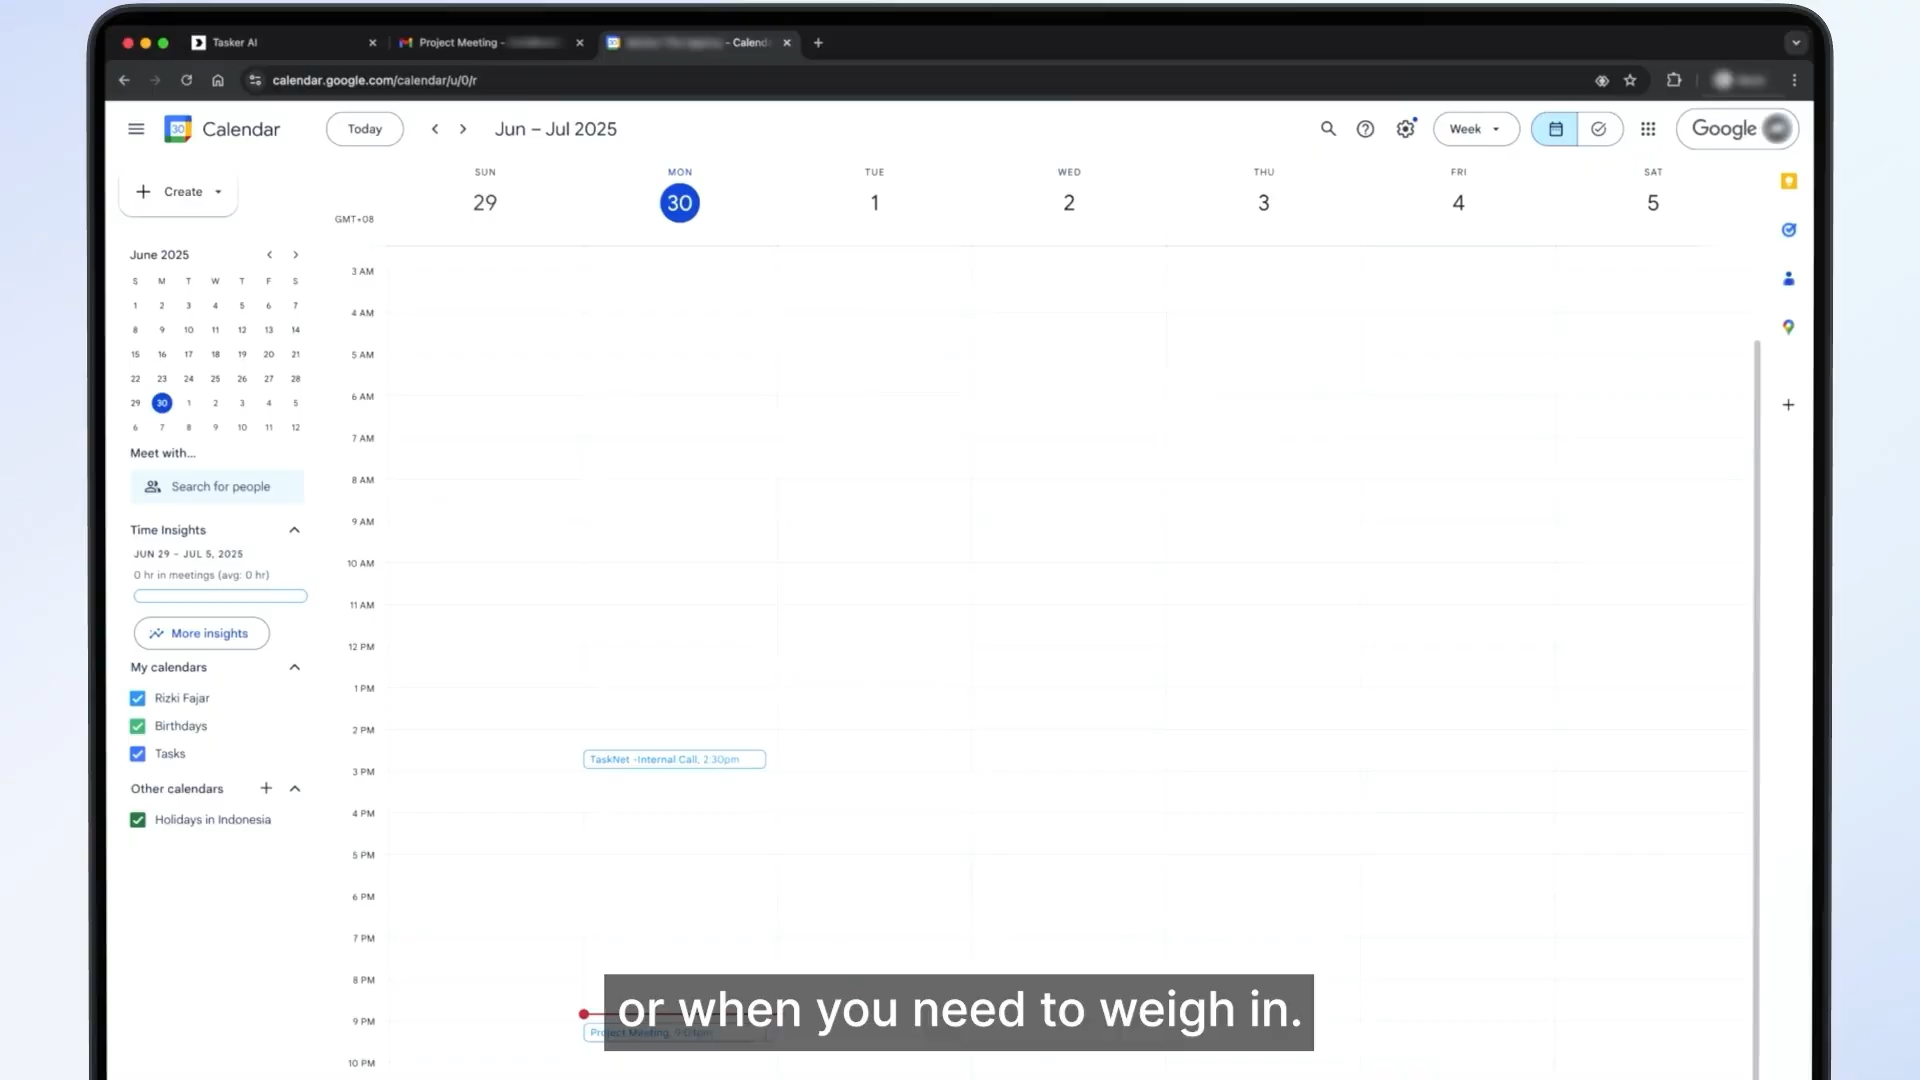 Tasker AI
Project Meeting -
- Calend
calendar.google.com/calendar/u/0/r
30 Calendar
Today
Jun – Jul 2025
Week
Google
Create
SUN MON TUE WED THU FRI SAT
29 30 1 2 3 4 5
GMT+08
June 2025
S M T W T F S
1 2 3 4 5 6 7
8 9 10 11 12 13 14
15 16 17 18 19 20 21
22 23 24 25 26 27 28
29 30 1 2 3 4 5
6 7 8 9 10 11 12
Meet with...
Search for people
Time Insights
JUN 29 – JUL 5, 2025
0 hr in meetings (avg: 0 hr)
More insights
My calendars
Rizki Fajar
Birthdays
Tasks
Other calendars
Holidays in Indonesia
3 AM
4 AM
5 AM
6 AM
7 AM
8 AM
9 AM
10 AM
11 AM
12 PM
1 PM
2 PM
TaskNet -Internal Call, 2:30pm
3 PM
4 PM
5 PM
6 PM
7 PM
8 PM
9 PM
Project Meeting,
10 PM
or when you need to weigh in.